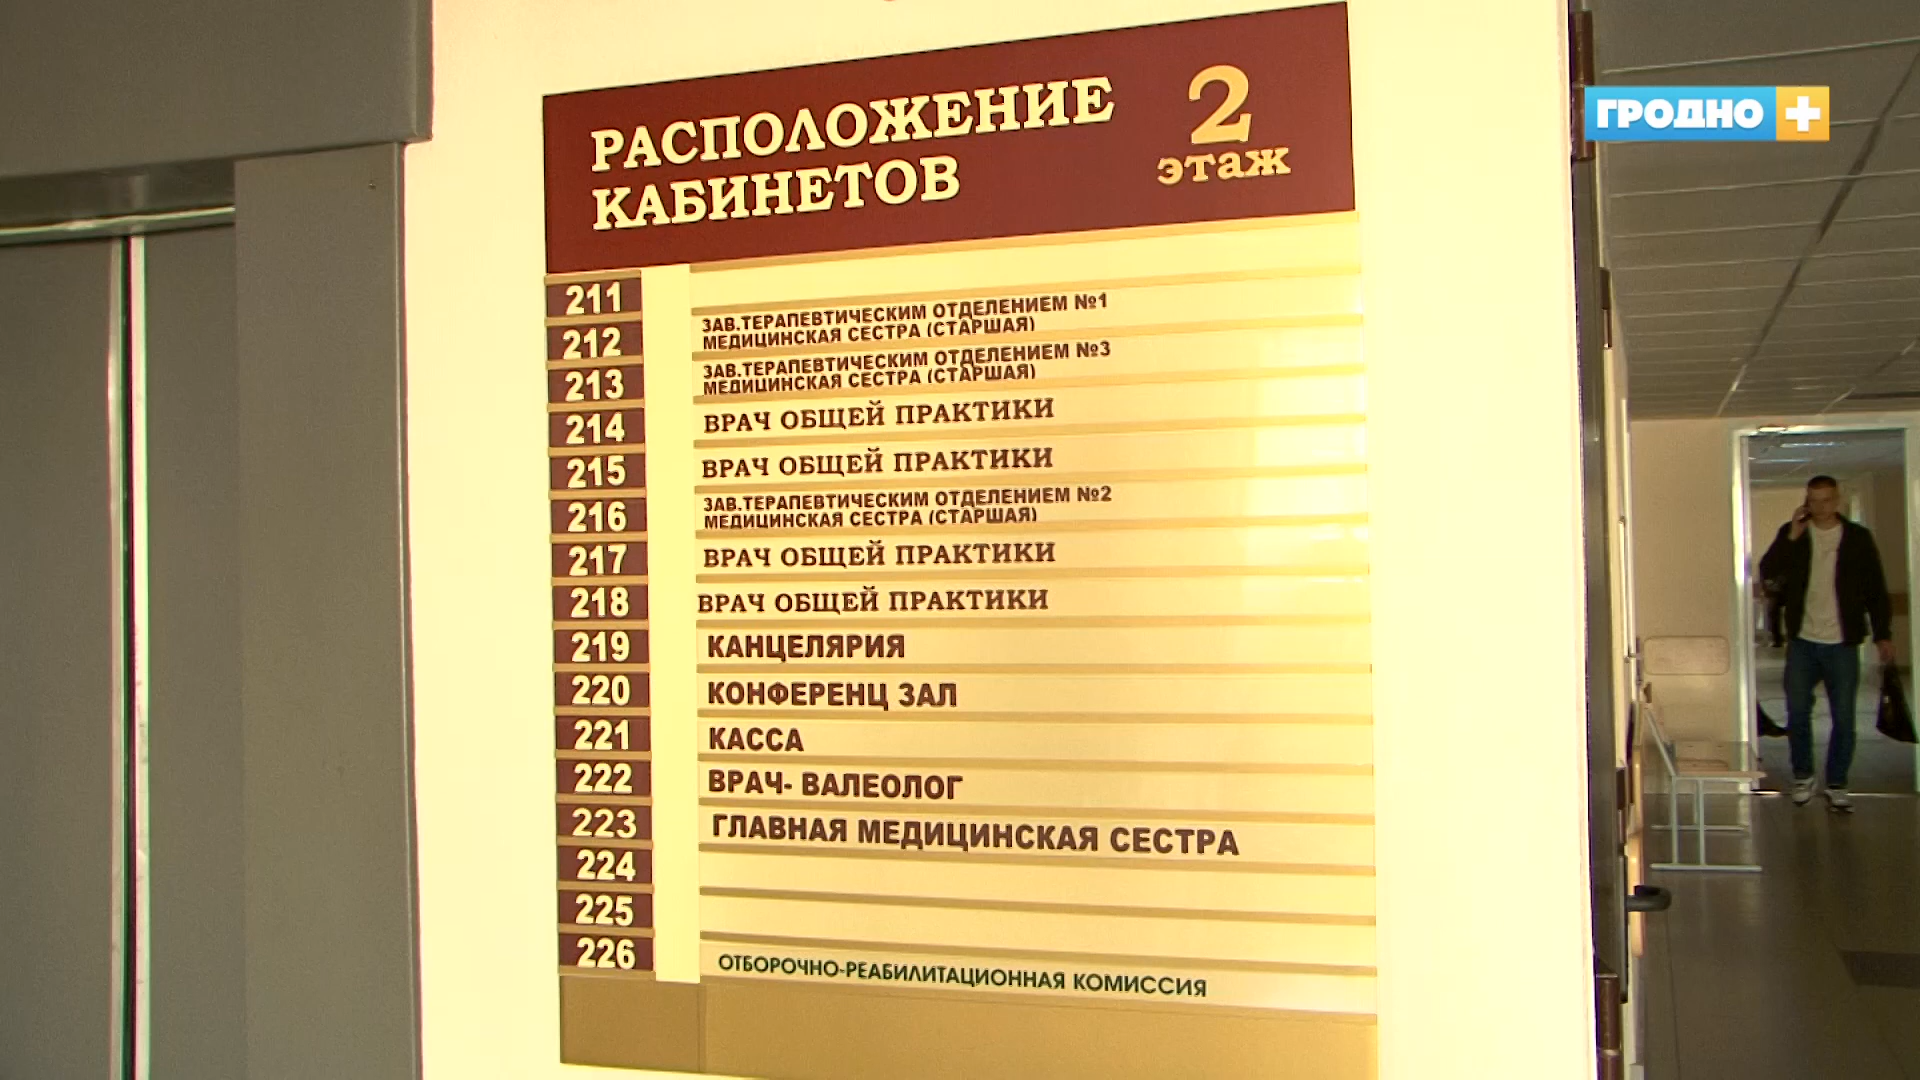 РАСПОЛОЖЕНИЕ
КАБИНЕТОВ
2
этаж
ГРОДНО +
211
212 ЗАВ.ТЕРАПЕВТИЧЕСКИМ ОТДЕЛЕНИЕМ №1
МЕДИЦИНСКАЯ СЕСТРА (СТАРШАЯ)
213 ЗАВ.ТЕРАПЕВТИЧЕСКИМ ОТДЕЛЕНИЕМ №3
МЕДИЦИНСКАЯ СЕСТРА (СТАРШАЯ)
214 ВРАЧ ОБЩЕЙ ПРАКТИКИ
215 ВРАЧ ОБЩЕЙ ПРАКТИКИ
216 ЗАВ.ТЕРАПЕВТИЧЕСКИМ ОТДЕЛЕНИЕМ №2
МЕДИЦИНСКАЯ СЕСТРА (СТАРШАЯ)
217 ВРАЧ ОБЩЕЙ ПРАКТИКИ
218 ВРАЧ ОБЩЕЙ ПРАКТИКИ
219 КАНЦЕЛЯРИЯ
220 КОНФЕРЕНЦ ЗАЛ
221 КАССА
222 ВРАЧ- ВАЛЕОЛОГ
223 ГЛАВНАЯ МЕДИЦИНСКАЯ СЕСТРА
224
225
226 ОТБОРОЧНО-РЕАБИЛИТАЦИОННАЯ КОМИССИЯ